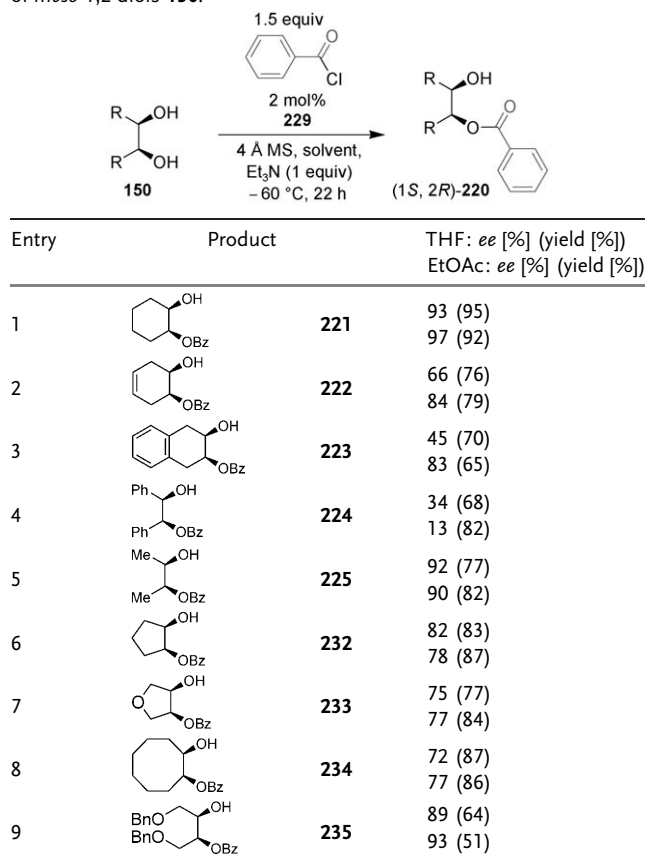 of meso-1,2-diols 150.
1.5 equiv
O
Cl
2 mol%
229
4 Å MS, solvent,
Et₃N (1 equiv)
– 60 °C, 22 h
R OH
R OH
150
R OH
R O
O
(1S, 2R)-220
Entry Product THF: ee [%] (yield [%])
EtOAc: ee [%] (yield [%])
1 OH OBz 221 93 (95)
97 (92)
2 OH OBz 222 66 (76)
84 (79)
3 OH OBz 223 45 (70)
83 (65)
4 Ph OH Ph OBz 224 34 (68)
13 (82)
5 Me OH Me OBz 225 92 (77)
90 (82)
6 OH OBz 232 82 (83)
78 (87)
7 O OH OBz 233 75 (77)
77 (84)
8 OH OBz 234 72 (87)
77 (86)
9 BnO OH BnO OBz 235 89 (64)
93 (51)